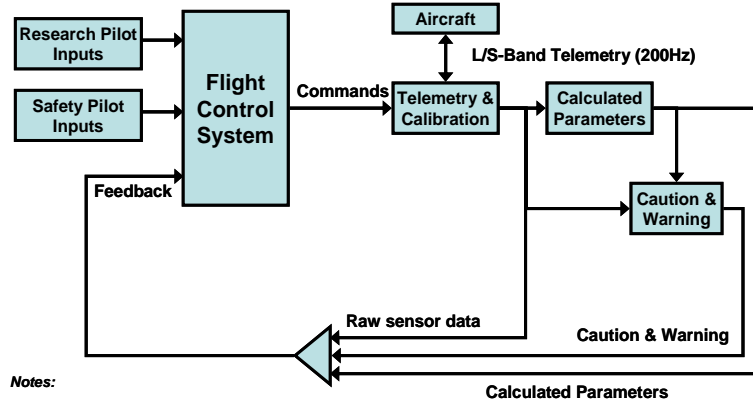 Research Pilot
Inputs
Safety Pilot
Inputs
Flight
Control
System
Feedback
Commands
Aircraft
L/S-Band Telemetry (200Hz)
Telemetry &
Calibration
Calculated
Parameters
Caution &
Warning
Raw sensor data
Caution & Warning
Calculated Parameters
Notes: